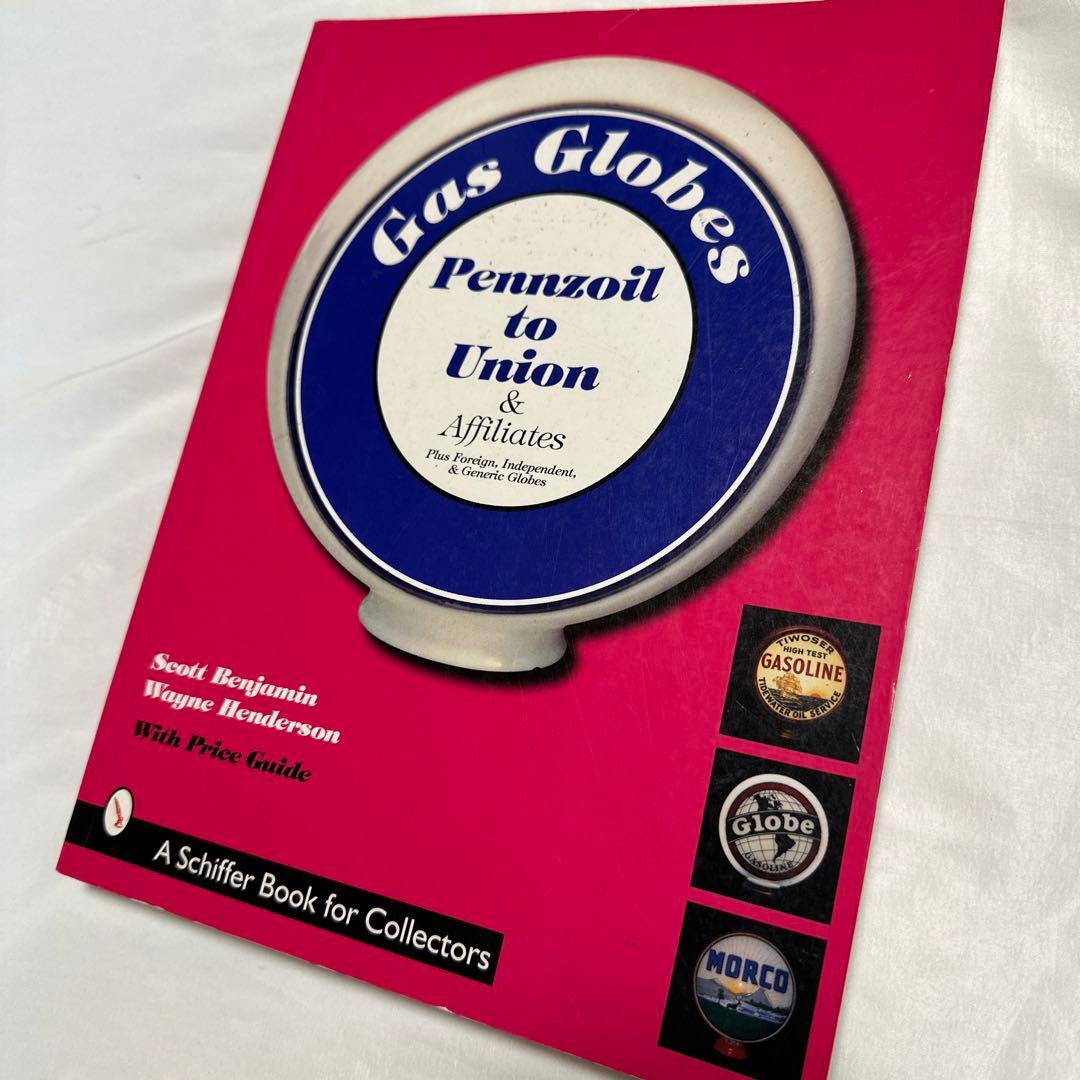 Gas Globes
Pennzoil
to
Union
&
Affiliates
Plus Foreign, Independent,
& Generic Globes
Scott Benjamin
Wayne Henderson
With Price Guide
A Schiffer Book for Collectors
TIWOSER
HIGH TEST
GASOLINE
TIDEWATER OIL SERVICE
Globe
GASOLINE
MORCO